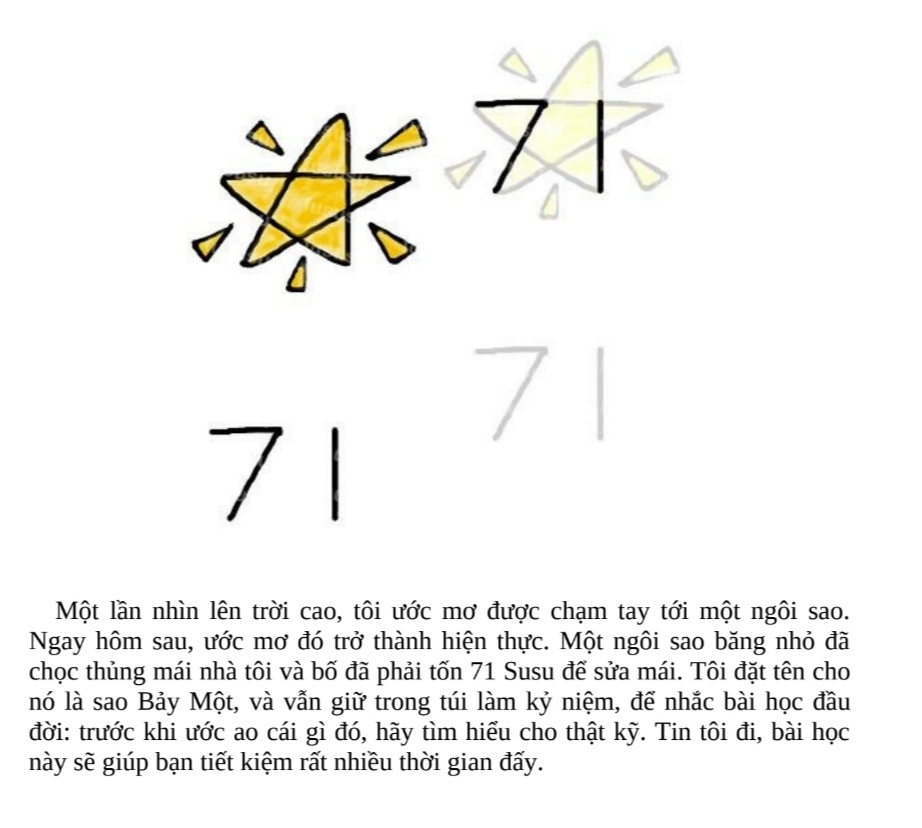 71
71
71
Một lần nhìn lên trời cao, tôi ước mơ được chạm tay tới một ngôi sao.
Ngay hôm sau, ước mơ đó trở thành hiện thực. Một ngôi sao băng nhỏ đã
chọc thủng mái nhà tôi và bố đã phải tốn 71 Susu để sửa mái. Tôi đặt tên cho
nó là sao Bảy Một, và vẫn giữ trong túi làm kỷ niệm, để nhắc bài học đầu
đời: trước khi ước ao cái gì đó, hãy tìm hiểu cho thật kỹ. Tin tôi đi, bài học
này sẽ giúp bạn tiết kiệm rất nhiều thời gian đấy.